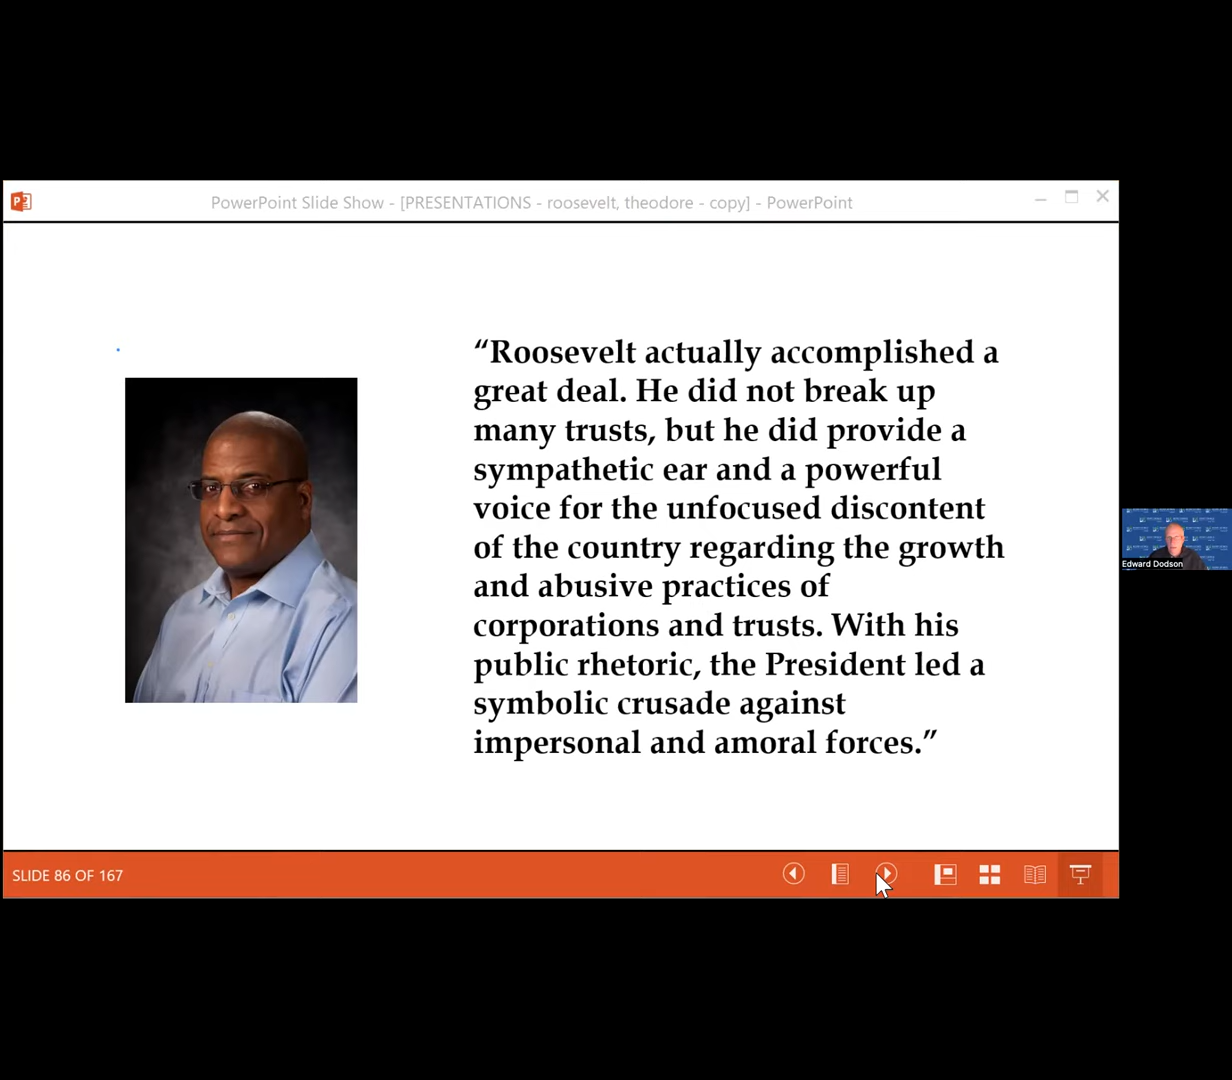 PowerPoint Slide Show - [PRESENTATIONS - roosevelt, theodore - copy] - PowerPoint
“Roosevelt actually accomplished a
great deal. He did not break up
many trusts, but he did provide a
sympathetic ear and a powerful
voice for the unfocused discontent
of the country regarding the growth
and abusive practices of
corporations and trusts. With his
public rhetoric, the President led a
symbolic crusade against
impersonal and amoral forces.”
Edward Dodson
SLIDE 86 OF 167